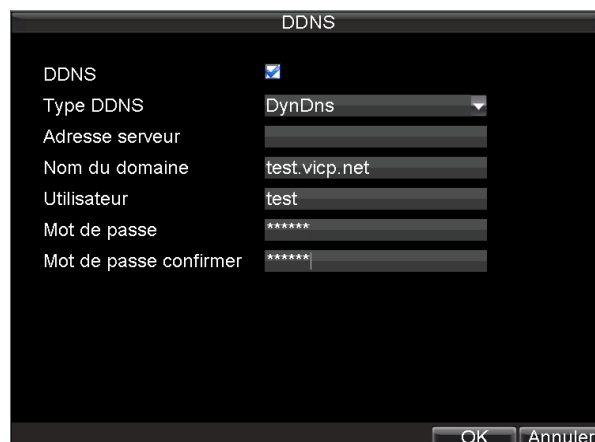 DDNS
DDNS
Type DDNS DynDns
Adresse serveur
Nom du domaine test.vicp.net
Utilisateur test
Mot de passe ******
Mot de passe confirmer ******
OK Annuler